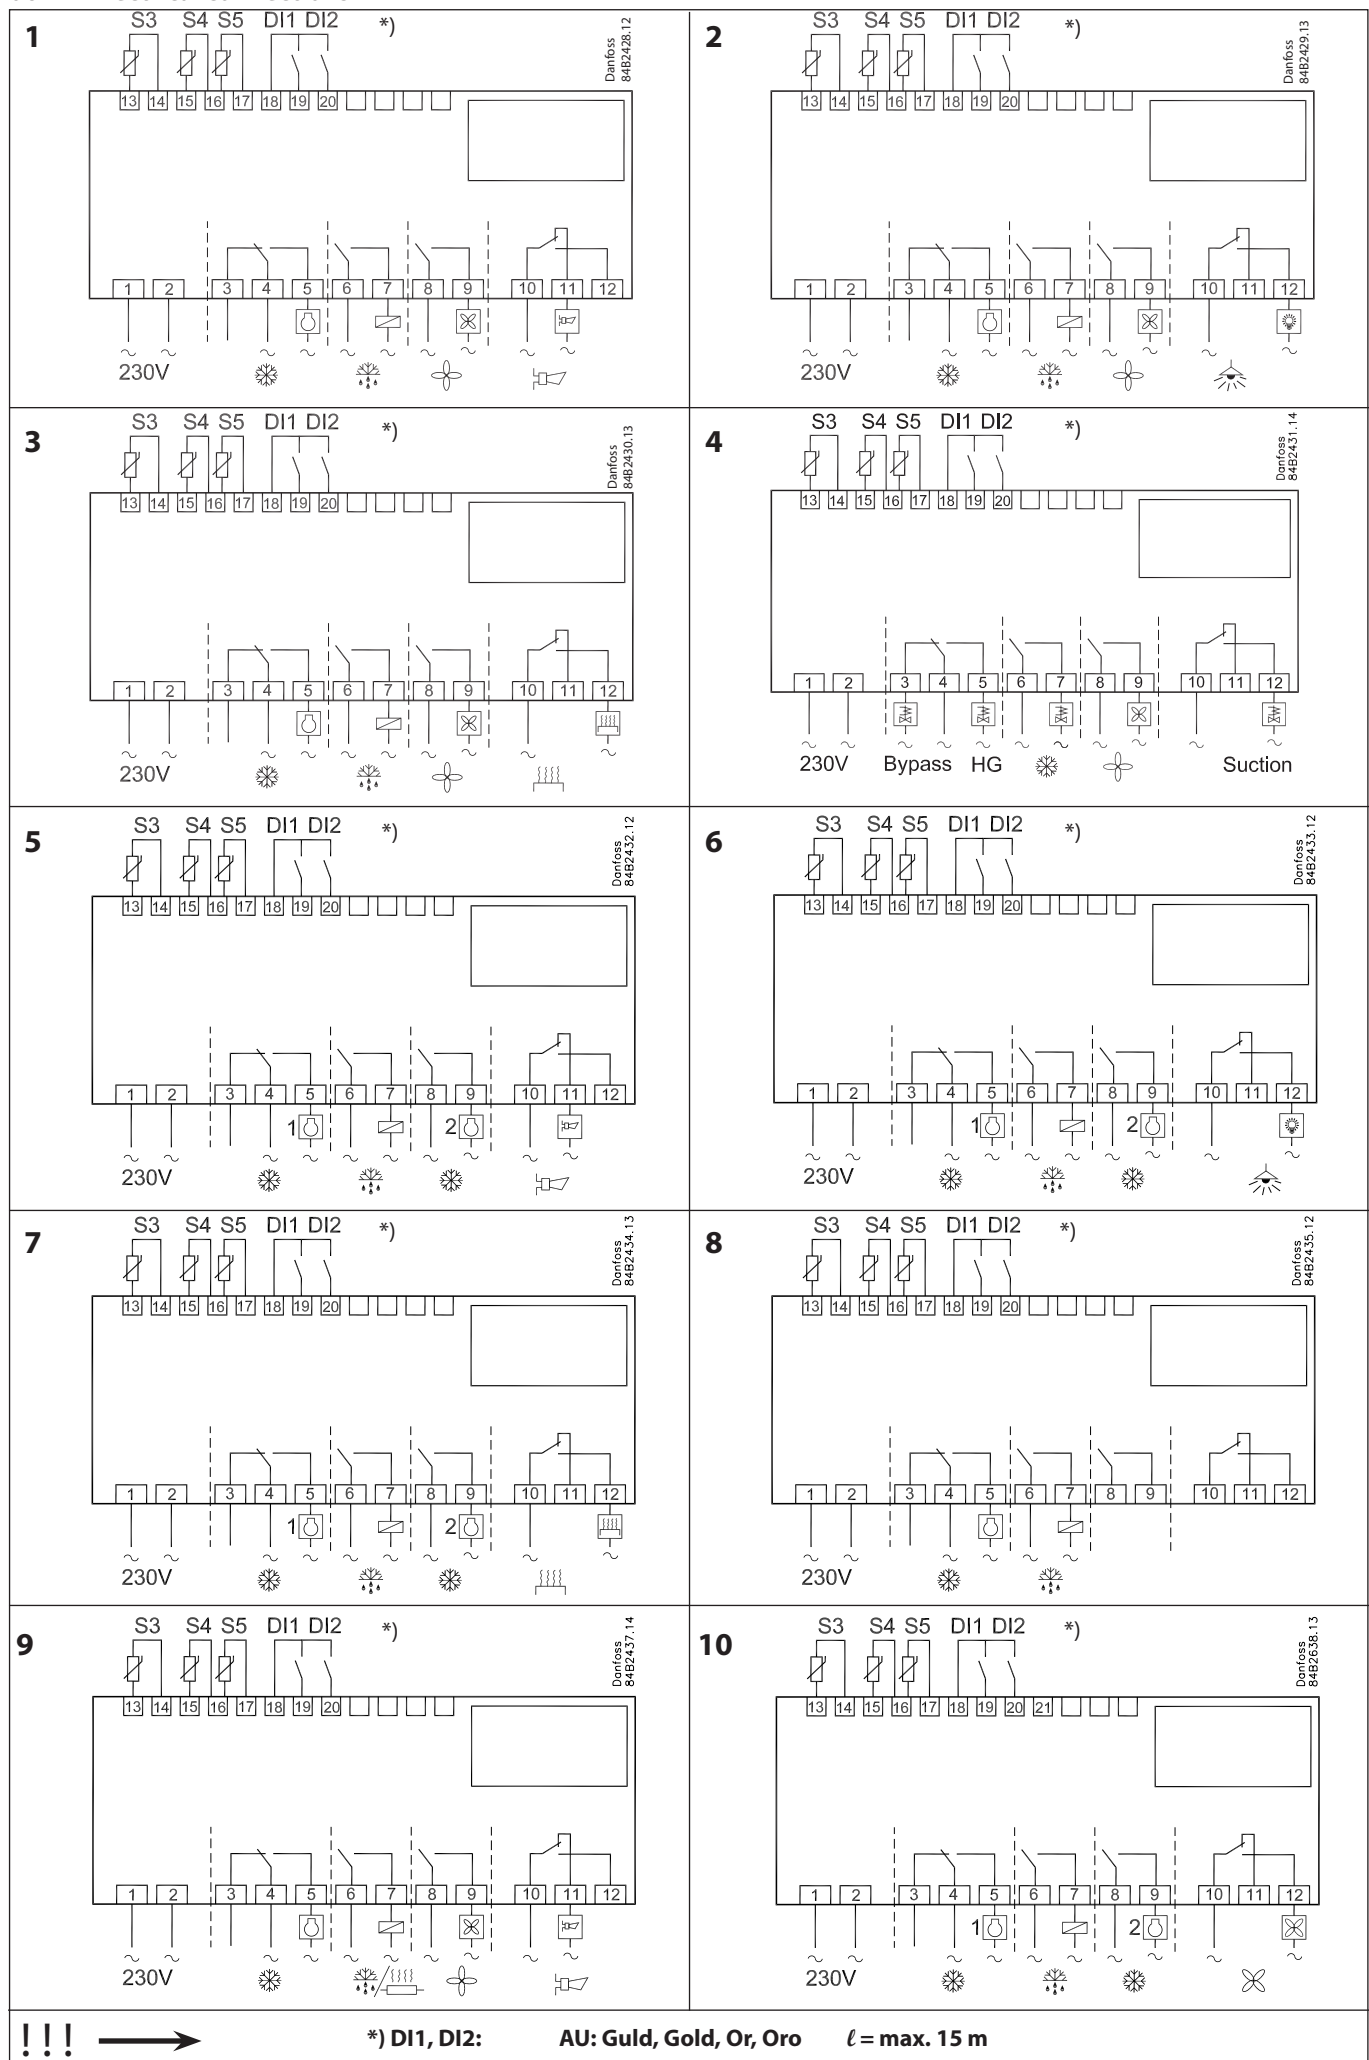 1
S3 S4 S5 DI1 DI2 *)
Danfoss
84B2428.12
13 14 15 16 17 18 19 20
1 2 3 4 5 6 7 8 9 10 11 12
230V
2
S3 S4 S5 DI1 DI2 *)
Danfoss
84B2429.13
13 14 15 16 17 18 19 20
1 2 3 4 5 6 7 8 9 10 11 12
230V
3
S3 S4 S5 DI1 DI2 *)
Danfoss
84B2430.13
13 14 15 16 17 18 19 20
1 2 3 4 5 6 7 8 9 10 11 12
230V
4
S3 S4 S5 DI1 DI2 *)
Danfoss
84B2431.14
13 14 15 16 17 18 19 20
1 2 3 4 5 6 7 8 9 10 11 12
230V Bypass HG Suction
5
S3 S4 S5 DI1 DI2 *)
Danfoss
84B2432.12
13 14 15 16 17 18 19 20
1 2 3 4 5 6 7 8 9 10 11 12
1 2
230V
6
S3 S4 S5 DI1 DI2 *)
Danfoss
84B2433.12
13 14 15 16 17 18 19 20
1 2 3 4 5 6 7 8 9 10 11 12
1 2
230V
7
S3 S4 S5 DI1 DI2 *)
Danfoss
84B2434.13
13 14 15 16 17 18 19 20
1 2 3 4 5 6 7 8 9 10 11 12
1 2
230V
8
S3 S4 S5 DI1 DI2 *)
Danfoss
84B2435.12
13 14 15 16 17 18 19 20
1 2 3 4 5 6 7 8 9 10 11 12
230V
9
S3 S4 S5 DI1 DI2 *)
Danfoss
84B2437.14
13 14 15 16 17 18 19 20
1 2 3 4 5 6 7 8 9 10 11 12
230V
10
S3 S4 S5 DI1 DI2 *)
Danfoss
84B2638.13
13 14 15 16 17 18 19 20 21
1 2 3 4 5 6 7 8 9 10 11 12
1 2
230V
!!! *) DI1, DI2: AU: Guld, Gold, Or, Oro ℓ = max. 15 m